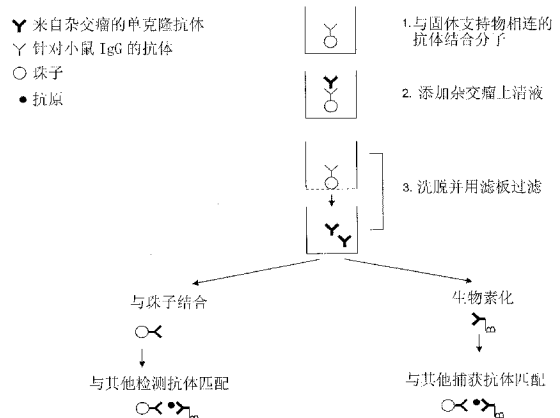 来自杂交瘤的单克隆抗体
针对小鼠 IgG 的抗体
珠子
抗原
1. 与固休支持物相连的
抗体结合分子
2. 添加杂交瘤上清液
3. 洗脱并用滤板过滤
与珠子结合
生物素化
B
与其他检测抗体匹配
与其他捕获抗体匹配
B
B